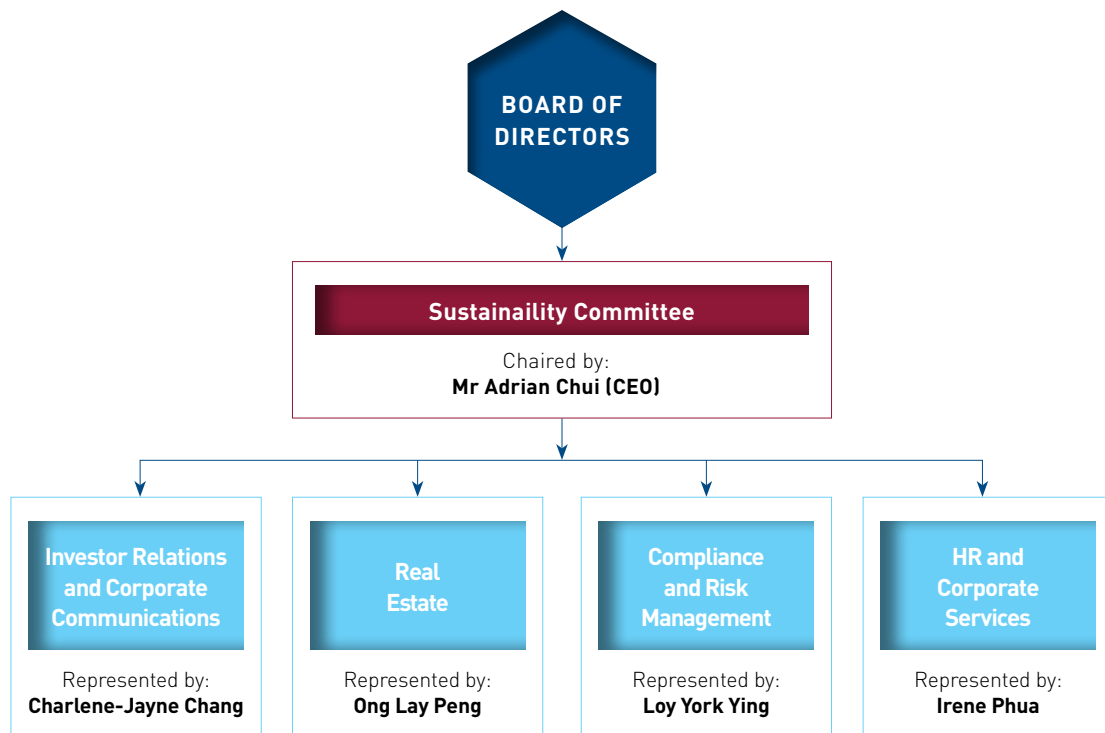 BOARD OF
DIRECTORS
Sustainaility Committee
Chaired by:
Mr Adrian Chui (CEO)
Investor Relations
and Corporate
Communications
Represented by:
Charlene-Jayne Chang
Real
Estate
Represented by:
Ong Lay Peng
Compliance
and Risk
Management
Represented by:
Loy York Ying
HR and
Corporate
Services
Represented by:
Irene Phua